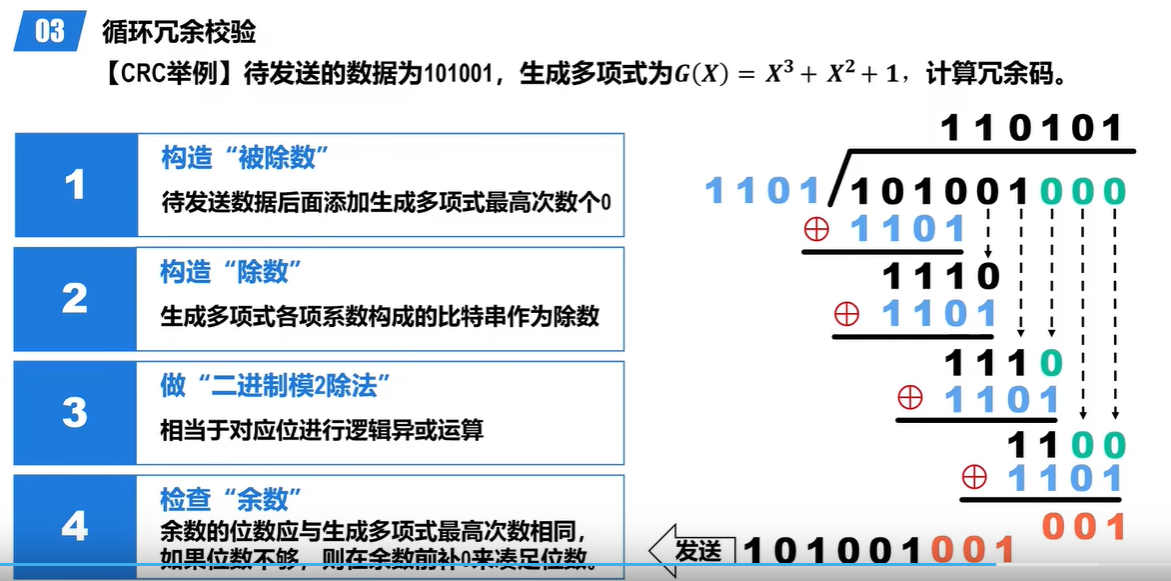 03 循环冗余校验
【CRC举例】待发送的数据为101001，生成多项式为G(X) = X³ + X² + 1，计算冗余码。
1
构造“被除数”
待发送数据后面添加生成多项式最高次数个0
2
构造“除数”
生成多项式各项系数构成的比特串作为除数
3
做“二进制模2除法”
相当于对应位进行逻辑异或运算
4
检查“余数”
余数的位数应与生成多项式最高次数相同，
如果位数不够，则在余数前补0来凑足位数。
110101
1101 101001000
⊕ 1101
1110
⊕ 1101
1110
⊕ 1101
1100
⊕ 1101
001
发送 101001001